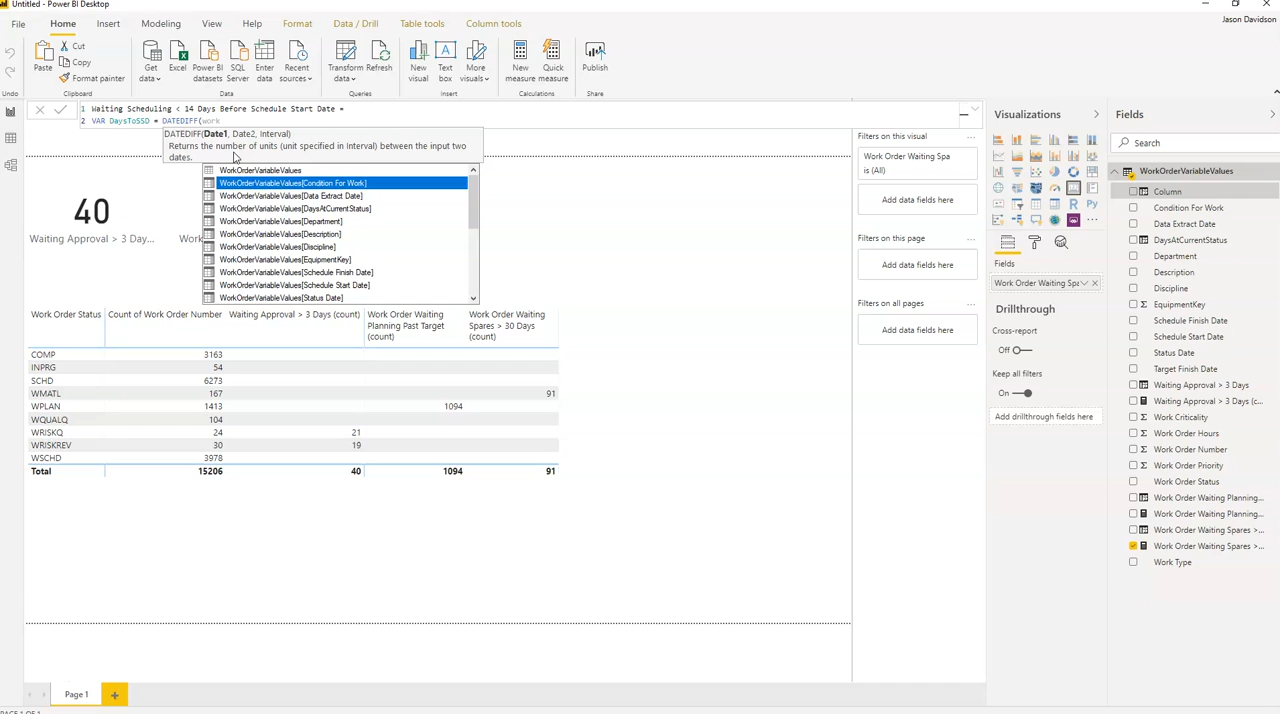 Untitled - Power BI Desktop
Jason Davidson
File Home Insert Modeling View Help Format Data / Drill Table tools Column tools
Paste
Cut
Copy
Format painter
Get data
Excel
Power BI datasets
SQL Server
Enter data
Recent sources
Transform data
Refresh
New visual
Text box
More visuals
New measure
Quick measure
Publish
Undo Clipboard Data Queries Insert Calculations Share
1 Waiting Scheduling < 14 Days Before Schedule Start Date =
2 VAR DaysToSSD = DATEDIFF(work
DATEDIFF(Date1, Date2, Interval)
Returns the number of units (unit specified in Interval) between the input two
dates.
WorkOrderVariableValues
WorkOrderVariableValues[Condition For Work]
WorkOrderVariableValues[Data Extract Date]
WorkOrderVariableValues[DaysAtCurrentStatus]
WorkOrderVariableValues[Department]
WorkOrderVariableValues[Description]
WorkOrderVariableValues[Discipline]
WorkOrderVariableValues[EquipmentKey]
WorkOrderVariableValues[Schedule Finish Date]
WorkOrderVariableValues[Schedule Start Date]
WorkOrderVariableValues[Status Date]
40
Waiting Approval > 3 Day...
Work Order Status Count of Work Order Number Waiting Approval > 3 Days (count) Work Order Waiting Planning Past Target (count) Work Order Waiting Spares > 30 Days (count)
COMP 3163
INPRG 54
SCHD 6273
WMATL 167 91
WPLAN 1413 1094
WQUALQ 104
WRISKQ 24 21
WRISKREV 30 19
WSCHD 3978
Total 15206 40 1094 91
Filters on this visual ...
Work Order Waiting Spa
is (All)
Add data fields here
Filters on this page ...
Add data fields here
Filters on all pages ...
Add data fields here
Visualizations
R Py
...
Fields
Work Order Waiting Spa
Drillthrough
Cross-report
Off
Keep all filters
On
Add drillthrough fields here
Fields
Search
WorkOrderVariableValues
Column
Condition For Work
Data Extract Date
DaysAtCurrentStatus
Department
Description
Discipline
Σ EquipmentKey
Schedule Finish Date
Schedule Start Date
Status Date
Target Finish Date
Waiting Approval > 3 Days
Waiting Approval > 3 Days (c...
Σ Work Criticality
Σ Work Order Hours
Σ Work Order Number
Σ Work Order Priority
Work Order Status
Work Order Waiting Planning...
Work Order Waiting Planning...
Work Order Waiting Spares >...
Work Order Waiting Spares >...
Work Type
Page 1
PAGE 1 OF 1